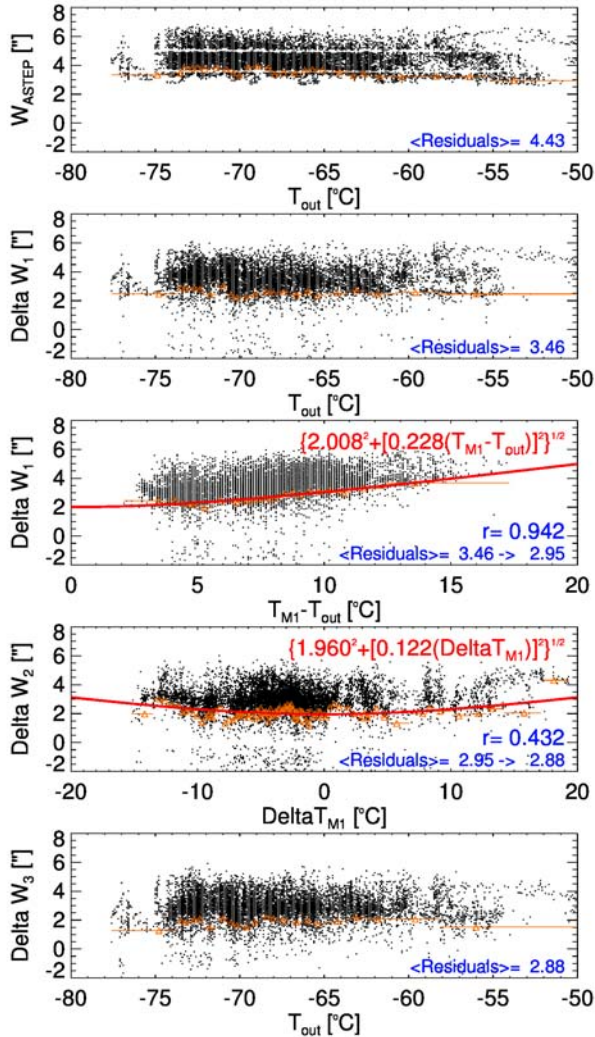 W_ASTEP ["]
8
6
4
2
0
-2
<Residuals>= 4.43
-80 -75 -70 -65 -60 -55 -50
T_out [°C]
Delta W_1 ["]
8
6
4
2
0
-2
<Residuals>= 3.46
-80 -75 -70 -65 -60 -55 -50
T_out [°C]
Delta W_1 ["]
8
6
4
2
0
-2
{2.008²+[0.228(T_M1-T_out)]²}^1/2
r= 0.942
<Residuals>= 3.46 -> 2.95
0 5 10 15 20
T_M1-T_out [°C]
Delta W_2 ["]
8
6
4
2
0
-2
{1.960²+[0.122(DeltaT_M1)]²}^1/2
r= 0.432
<Residuals>= 2.95 -> 2.88
-20 -10 0 10 20
DeltaT_M1 [°C]
Delta W_3 ["]
8
6
4
2
0
-2
<Residuals>= 2.88
-80 -75 -70 -65 -60 -55 -50
T_out [°C]